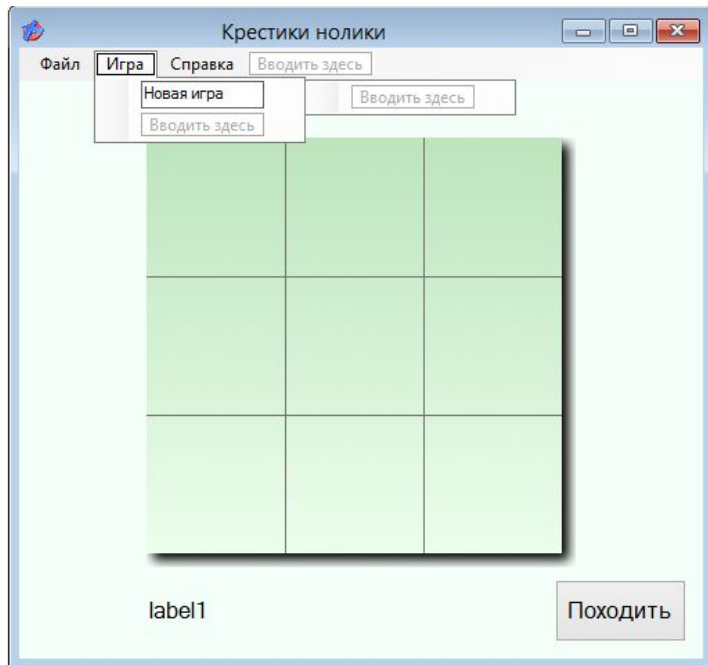 Крестики нолики
Файл Игра Справка Вводить здесь
Новая игра Вводить здесь
Вводить здесь
label1 Походить